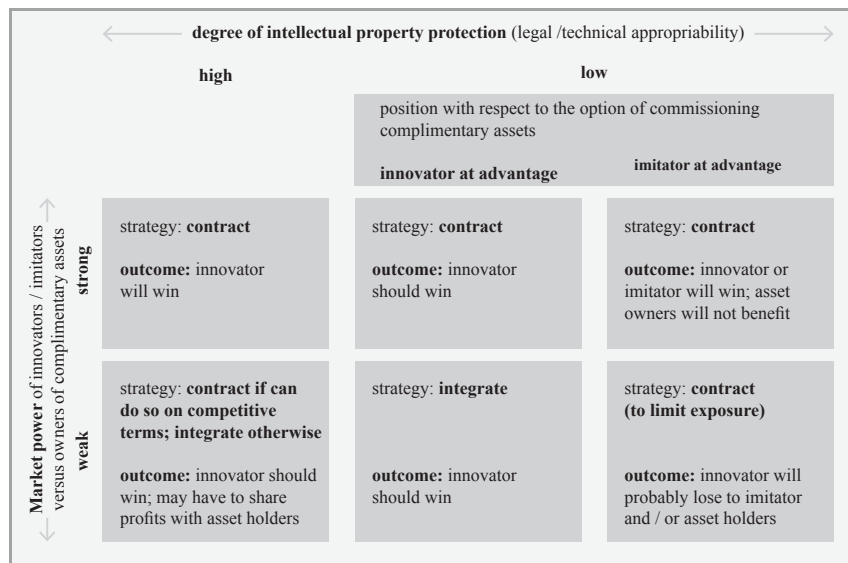 degree of intellectual property protection (legal /technical appropriability)
high
low
position with respect to the option of commissioning
complimentary assets
innovator at advantage
imitator at advantage
Market power of innovators / imitators
versus owners of complimentary assets
strong
strategy: contract
outcome: innovator
will win
strategy: contract
outcome: innovator
should win
strategy: contract
outcome: innovator or
imitator will win; asset
owners will not benefit
weak
strategy: contract if can
do so on competitive
terms; integrate otherwise
outcome: innovator should
win; may have to share
profits with asset holders
strategy: integrate
outcome: innovator
should win
strategy: contract
(to limit exposure)
outcome: innovator will
probably lose to imitator
and / or asset holders